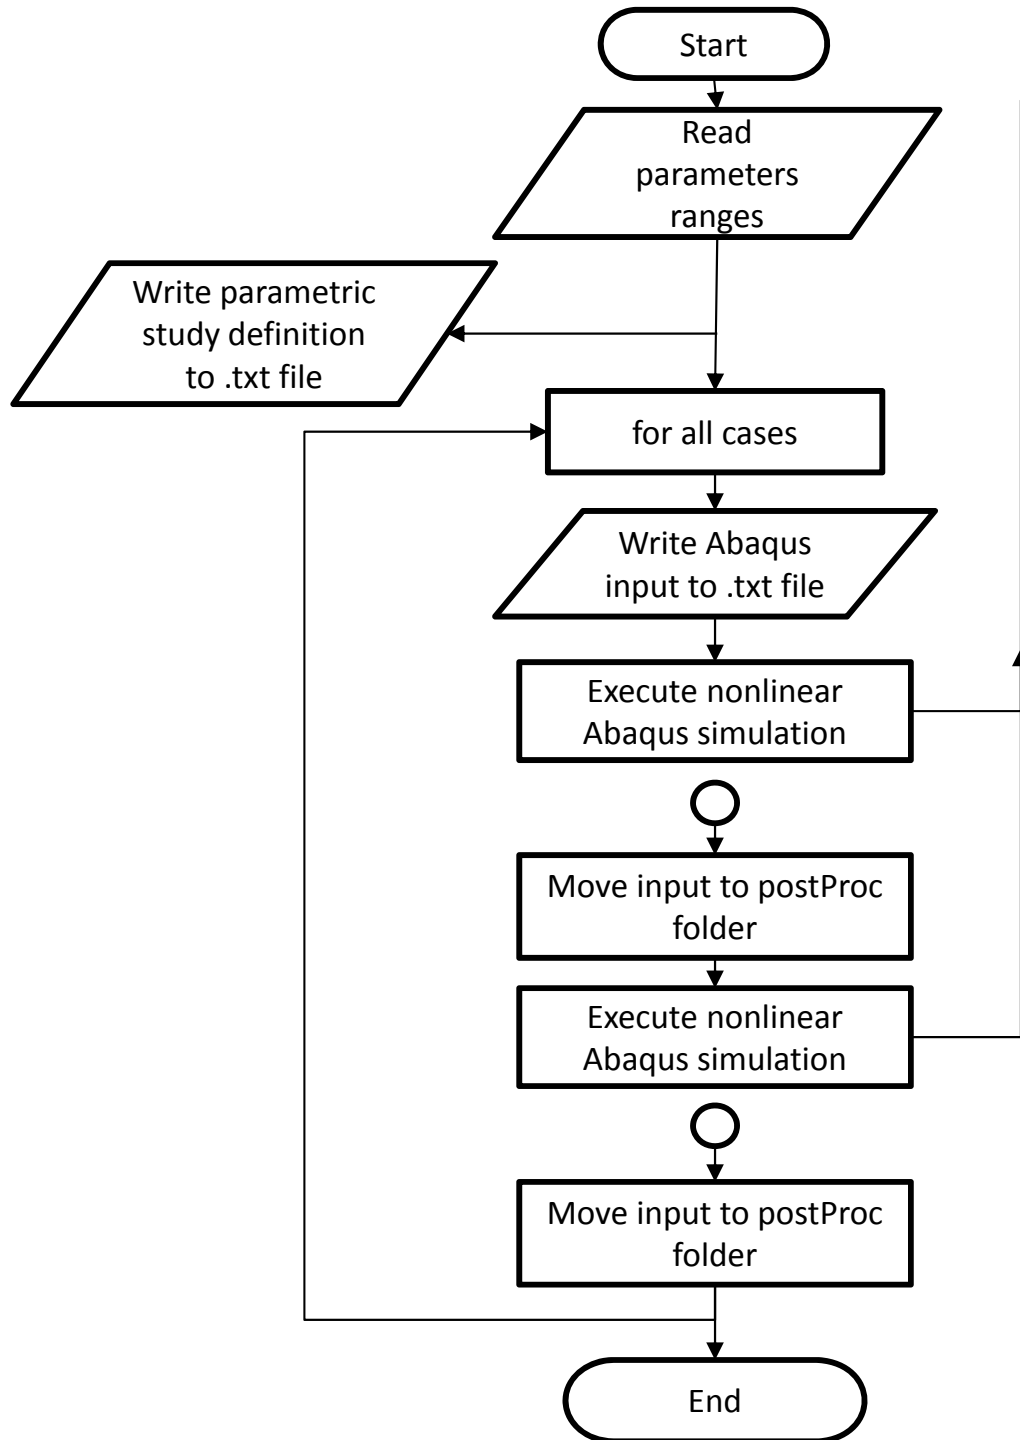 Start
Read
parameters
ranges
Write parametric
study definition
to .txt file
for all cases
Write Abaqus
input to .txt file
Execute nonlinear
Abaqus simulation
Move input to postProc
folder
Execute nonlinear
Abaqus simulation
Move input to postProc
folder
End